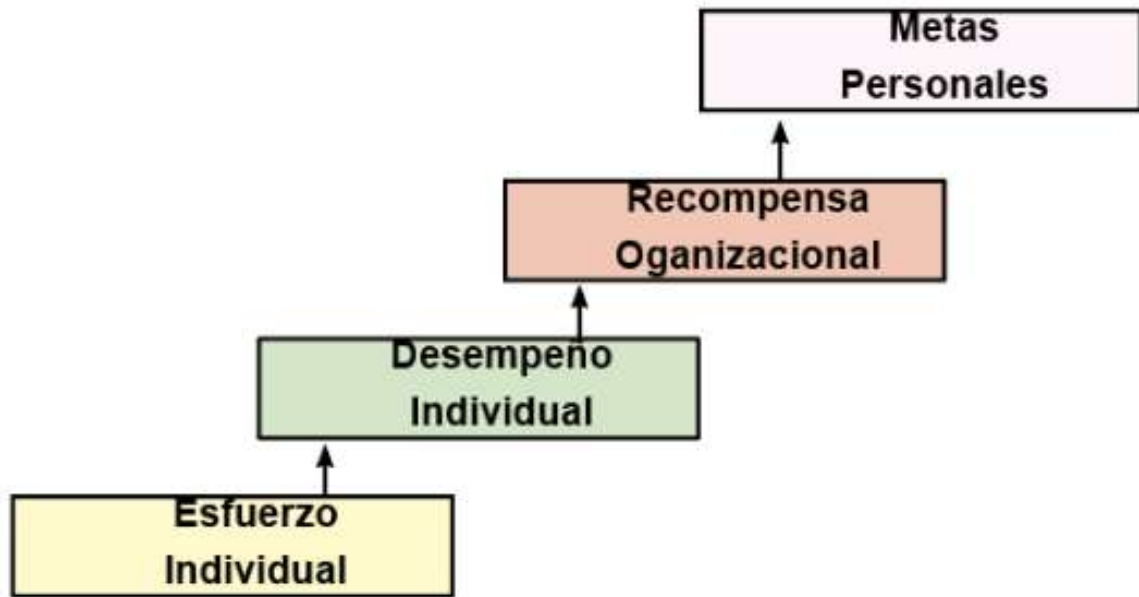 Metas
Personales
Recompensa
Oganizacional
Desempeño
Individual
Esfuerzo
Individual